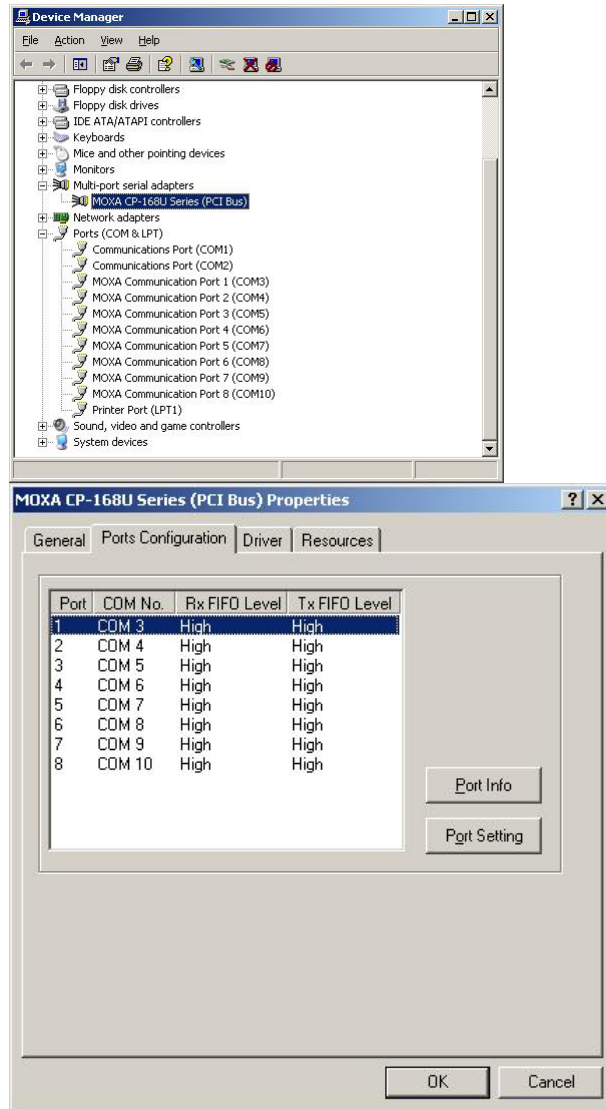 Device Manager
File Action View Help
Floppy disk controllers
Floppy disk drives
IDE ATA/ATAPI controllers
Keyboards
Mice and other pointing devices
Monitors
Multi-port serial adapters
MOXA CP-168U Series (PCI Bus)
Network adapters
Ports (COM & LPT)
Communications Port (COM1)
Communications Port (COM2)
MOXA Communication Port 1 (COM3)
MOXA Communication Port 2 (COM4)
MOXA Communication Port 3 (COM5)
MOXA Communication Port 4 (COM6)
MOXA Communication Port 5 (COM7)
MOXA Communication Port 6 (COM8)
MOXA Communication Port 7 (COM9)
MOXA Communication Port 8 (COM10)
Printer Port (LPT1)
Sound, video and game controllers
System devices
MOXA CP-168U Series (PCI Bus) Properties
General Ports Configuration Driver Resources
Port COM No. Rx FIFO Level Tx FIFO Level
1 COM 3 High High
2 COM 4 High High
3 COM 5 High High
4 COM 6 High High
5 COM 7 High High
6 COM 8 High High
7 COM 9 High High
8 COM 10 High High
Port Info
Port Setting
OK Cancel